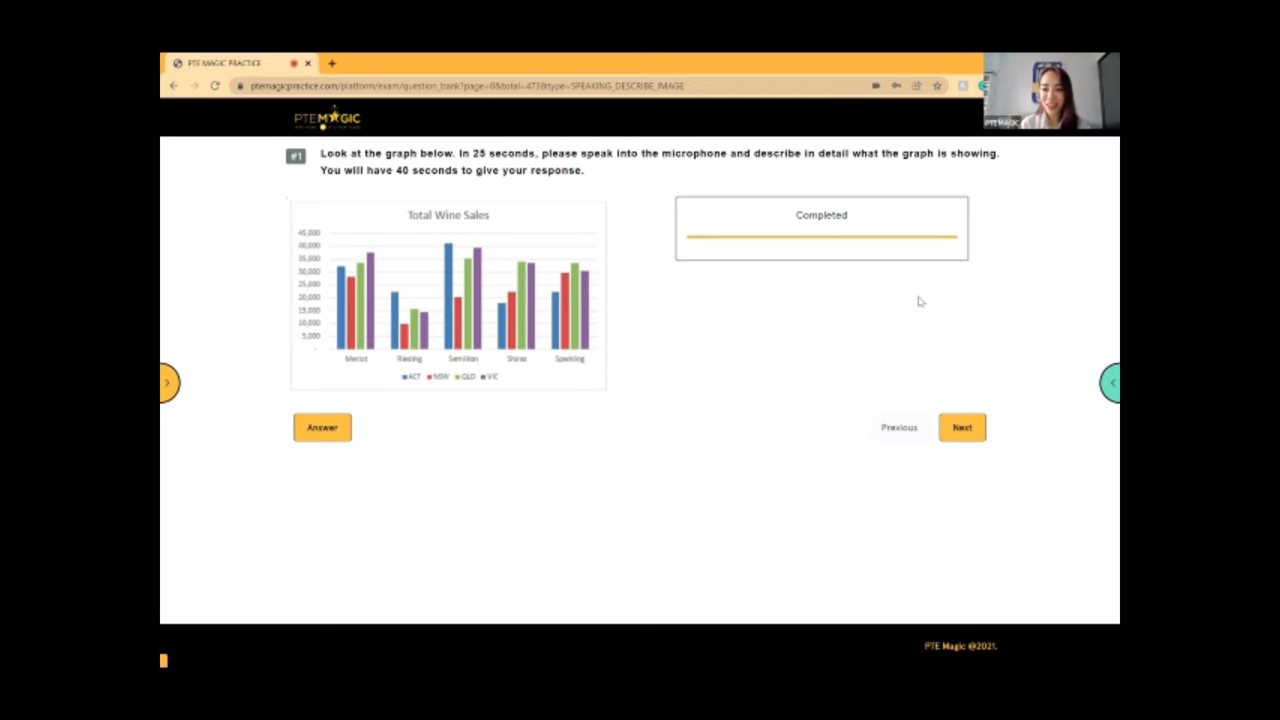 PTE MAGIC PRACTICE
ptemagicpractice.com/platform/exam/question_bank?page=0&total=473&type=SPEAKING_DESCRIBE_IMAGE
PTE MAGIC
PTEMAGIC
#1 Look at the graph below. In 25 seconds, please speak into the microphone and describe in detail what the graph is showing.
You will have 40 seconds to give your response.
Total Wine Sales
45,000
40,000
35,000
30,000
25,000
20,000
15,000
10,000
5,000
-
Merlot Riesling Semillon Shiraz Sparkling
ACT NSW QLD VIC
Completed
Answer
Previous Next
PTE Magic @2021.